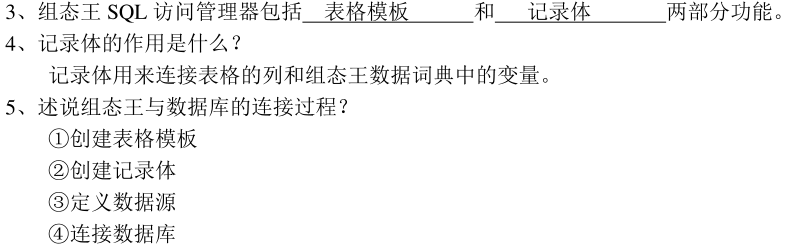 3、组态王 SQL 访问管理器包括 表格模板 和 记录体 两部分功能。
4、记录体的作用是什么?
记录体用来连接表格的列和组态王数据词典中的变量。
5、述说组态王与数据库的连接过程?
①创建表格模板
②创建记录体
③定义数据源
④连接数据库